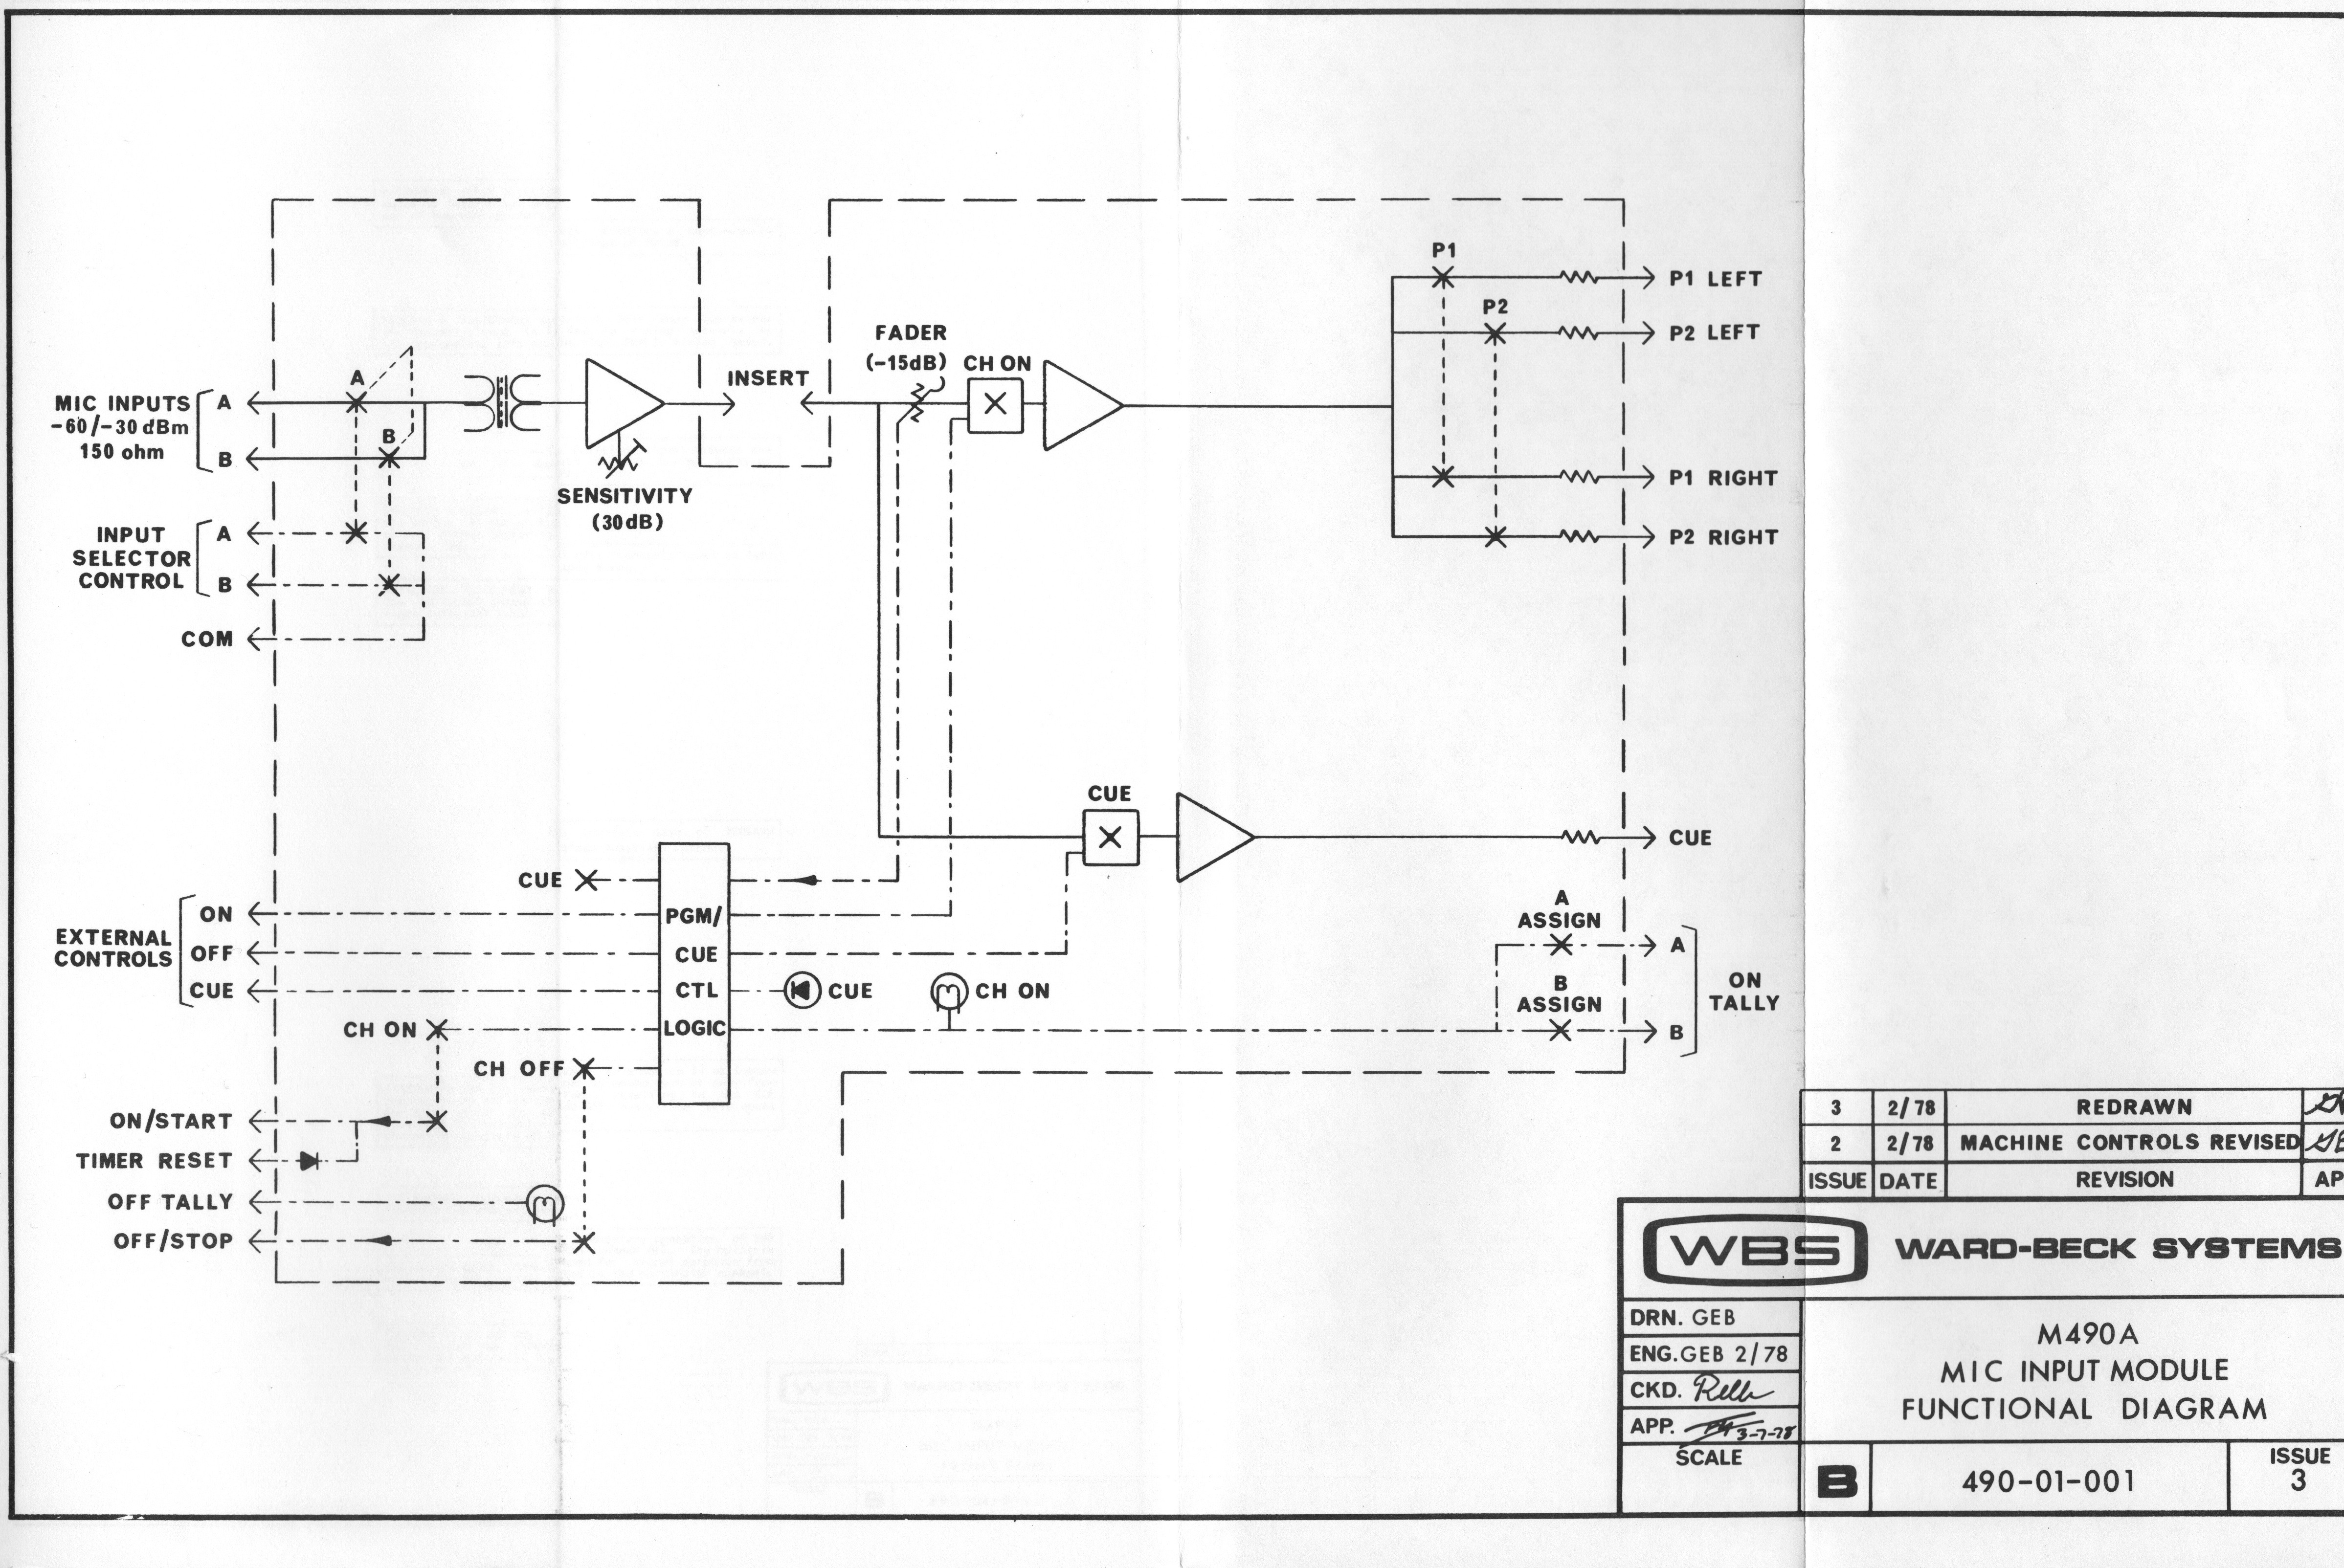 P1
P1 LEFT
P2
P2 LEFT
FADER
(-15dB)
CH ON
INSERT
A
MIC INPUTS
-60/-30 dBm
150 ohm
A
B
B
SENSITIVITY
(30dB)
P1 RIGHT
P2 RIGHT
INPUT
SELECTOR
CONTROL
A
B
COM
CUE
CUE
CUE
EXTERNAL
CONTROLS
ON
OFF
CUE
PGM/
CUE
CTL
LOGIC
CUE
CH ON
A
ASSIGN
A
B
ASSIGN
B
ON
TALLY
CH ON
CH OFF
ON/START
TIMER RESET
OFF TALLY
OFF/STOP
3 2/78 REDRAWN
2 2/78 MACHINE CONTROLS REVISED
ISSUE DATE REVISION AP
WBS WARD-BECK SYSTEMS
DRN. GEB
ENG. GEB 2/78
CKD.
APP. 3-7-78
SCALE
M490A
MIC INPUT MODULE
FUNCTIONAL DIAGRAM
B
490-01-001
ISSUE
3